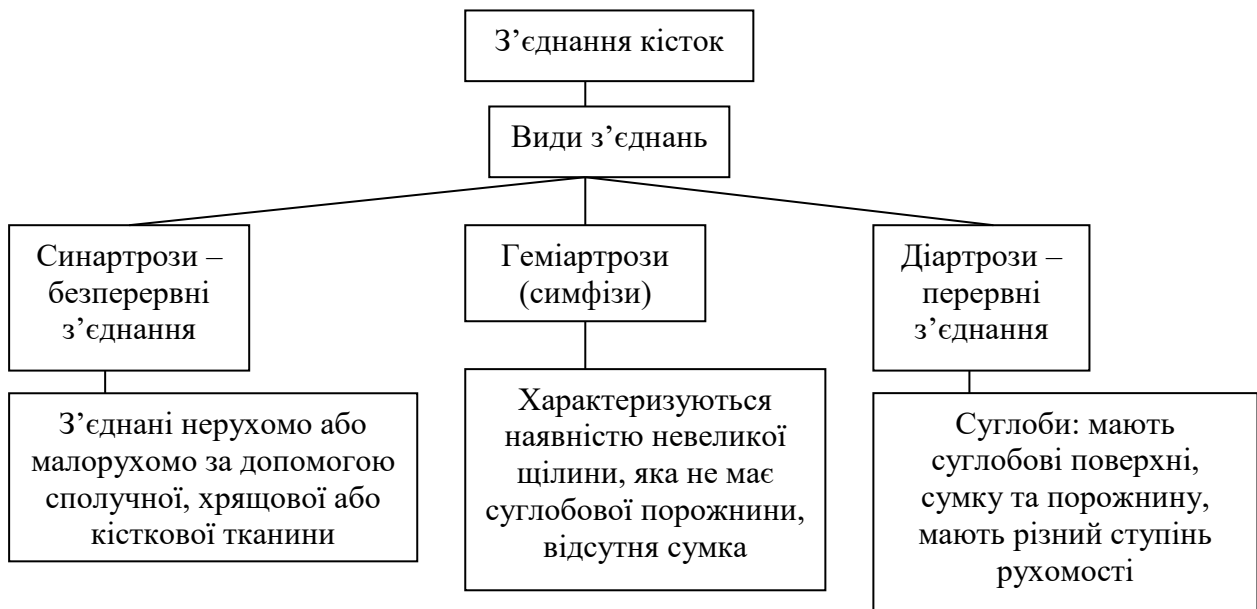 З’єднання кісток
Види з’єднань
Синартрози –
безперервні
з’єднання
Геміартрози
(симфізи)
Діартрози –
перервні
з’єднання
З’єднані нерухомо або
малорухомо за допомогою
сполучної, хрящової або
кісткової тканини
Характеризуються
наявністю невеликої
щілини, яка не має
суглобової порожнини,
відсутня сумка
Суглоби: мають
суглобові поверхні,
сумку та порожнину,
мають різний ступінь
рухомості